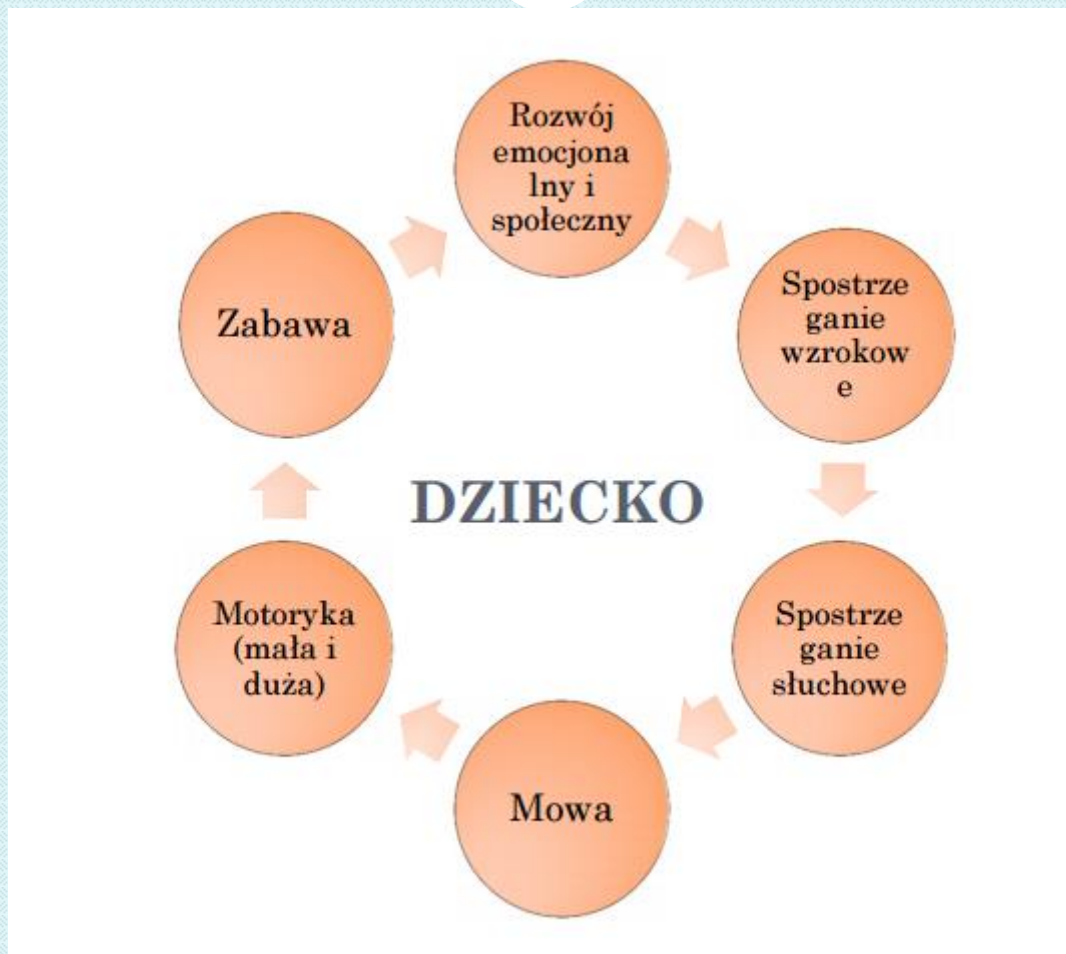 Rozwój
emocjona
lny i
społeczny
Spostrze
ganie
wzrokow
e
Spostrze
ganie
słuchowe
Mowa
Motoryka
(mała i
duża)
Zabawa
DZIECKO